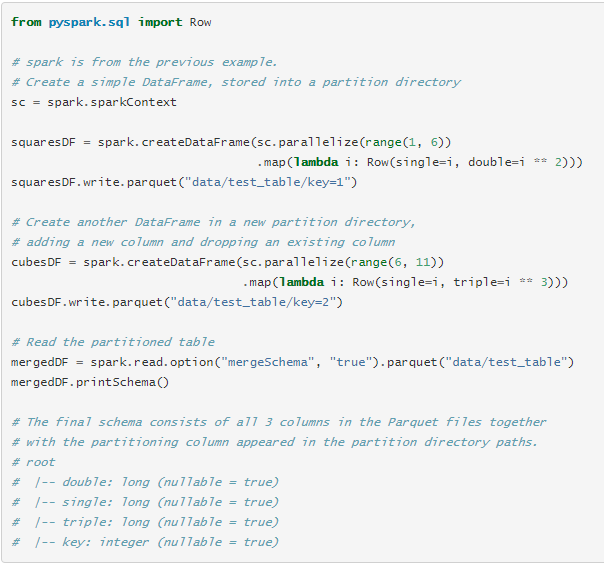 from pyspark.sql import Row
# spark is from the previous example.
# Create a simple DataFrame, stored into a partition directory
sc = spark.sparkContext
squaresDF = spark.createDataFrame(sc.parallelize(range(1, 6))
                                  .map(lambda i: Row(single=i, double=i ** 2)))
squaresDF.write.parquet("data/test_table/key=1")
# Create another DataFrame in a new partition directory,
# adding a new column and dropping an existing column
cubesDF = spark.createDataFrame(sc.parallelize(range(6, 11))
                                .map(lambda i: Row(single=i, triple=i ** 3)))
cubesDF.write.parquet("data/test_table/key=2")
# Read the partitioned table
mergedDF = spark.read.option("mergeSchema", "true").parquet("data/test_table")
mergedDF.printSchema()
# The final schema consists of all 3 columns in the Parquet files together
# with the partitioning column appeared in the partition directory paths.
# root
#  |-- double: long (nullable = true)
#  |-- single: long (nullable = true)
#  |-- triple: long (nullable = true)
#  |-- key: integer (nullable = true)